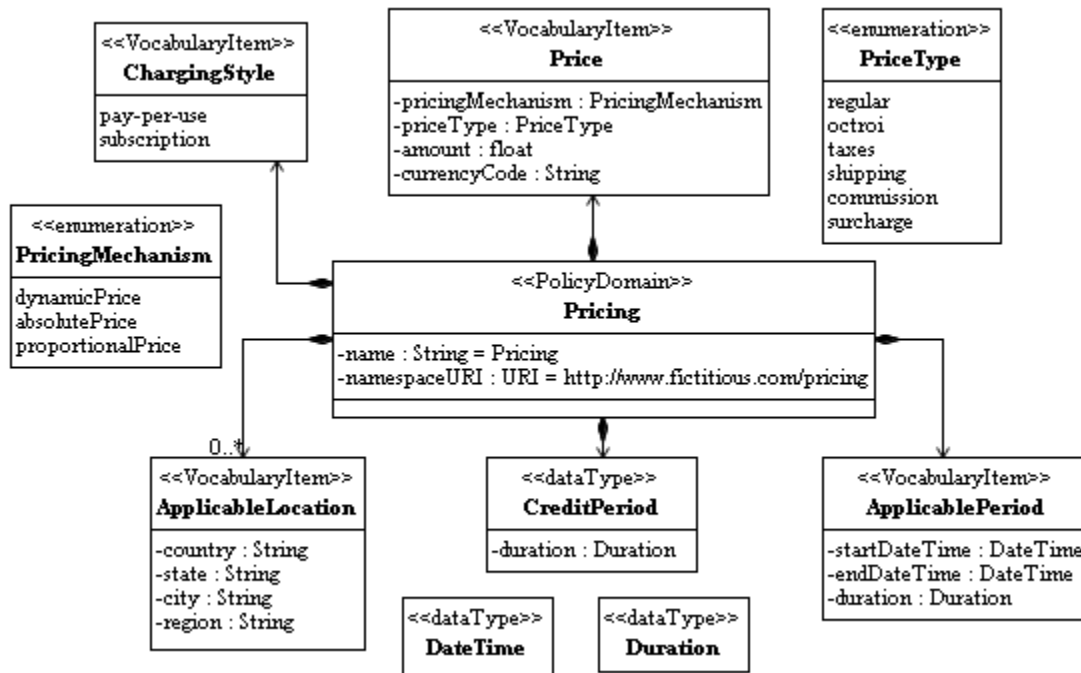 <<VocabularyItem>>
ChargingStyle
pay-per-use
subscription
<<VocabularyItem>>
Price
-pricingMechanism : PricingMechanism
-priceType : PriceType
-amount : float
-currencyCode : String
<<enumeration>>
PriceType
regular
octroi
taxes
shipping
commission
surcharge
<<enumeration>>
PricingMechanism
dynamicPrice
absolutePrice
proportionalPrice
<<PolicyDomain>>
Pricing
-name : String = Pricing
-namespaceURI : URI = http://www.fictitious.com/pricing
0..*
<<VocabularyItem>>
ApplicableLocation
-country : String
-state : String
-city : String
-region : String
<<dataType>>
CreditPeriod
-duration : Duration
<<VocabularyItem>>
ApplicablePeriod
-startDateTime : DateTime
-endDateTime : DateTime
-duration : Duration
<<dataType>>
DateTime
<<dataType>>
Duration